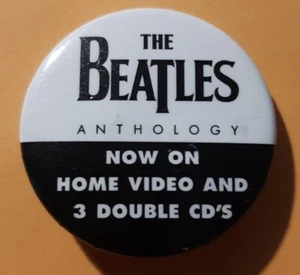 THE
BEATLES
ANTHOLOGY
NOW ON
HOME VIDEO AND
3 DOUBLE CD'S